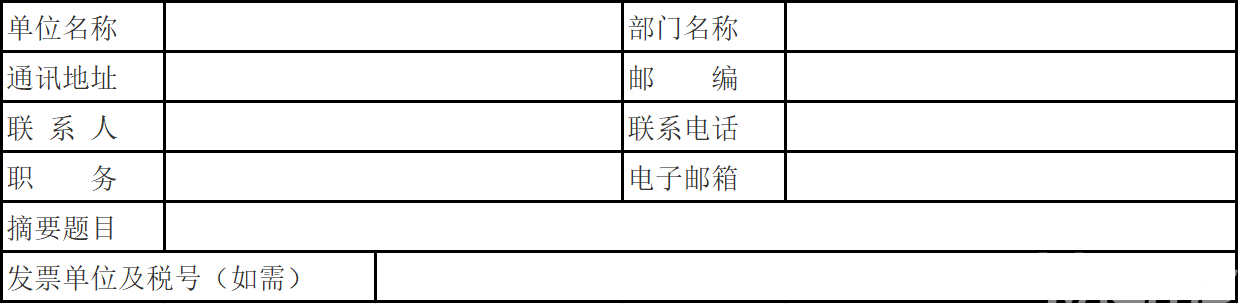 单位名称 部门名称
通讯地址 邮 编
联 系 人 联系电话
职 务 电子邮箱
摘要题目
发票单位及税号（如需）